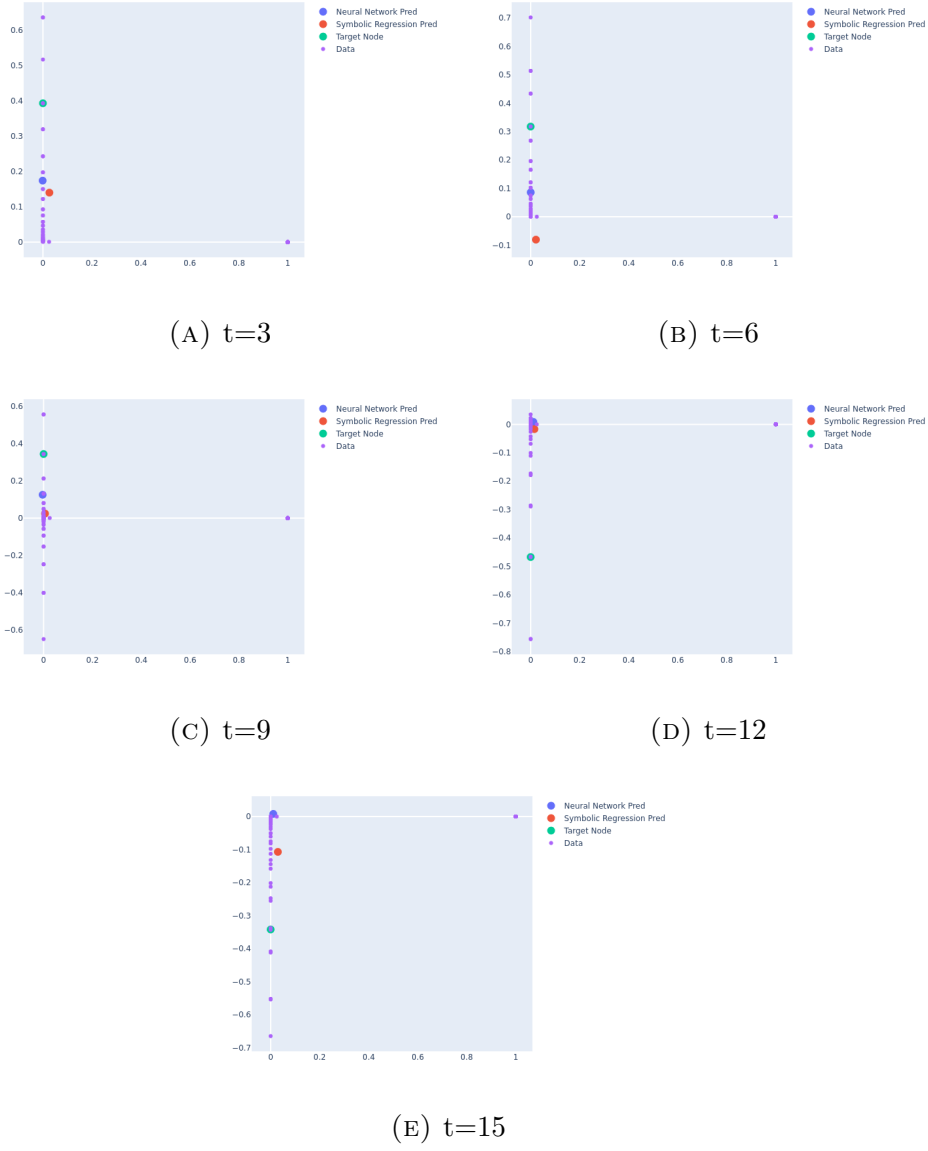 0.6
0.5
0.4
0.3
0.2
0.1
0
0 0.2 0.4 0.6 0.8 1
Neural Network Pred
Symbolic Regression Pred
Target Node
Data
(A) t=3
0.7
0.6
0.5
0.4
0.3
0.2
0.1
0
−0.1
0 0.2 0.4 0.6 0.8 1
Neural Network Pred
Symbolic Regression Pred
Target Node
Data
(B) t=6
0.6
0.4
0.2
0
−0.2
−0.4
−0.6
0 0.2 0.4 0.6 0.8 1
Neural Network Pred
Symbolic Regression Pred
Target Node
Data
(C) t=9
0
−0.1
−0.2
−0.3
−0.4
−0.5
−0.6
−0.7
−0.8
0 0.2 0.4 0.6 0.8 1
Neural Network Pred
Symbolic Regression Pred
Target Node
Data
(D) t=12
0
−0.1
−0.2
−0.3
−0.4
−0.5
−0.6
−0.7
0 0.2 0.4 0.6 0.8 1
Neural Network Pred
Symbolic Regression Pred
Target Node
Data
(E) t=15